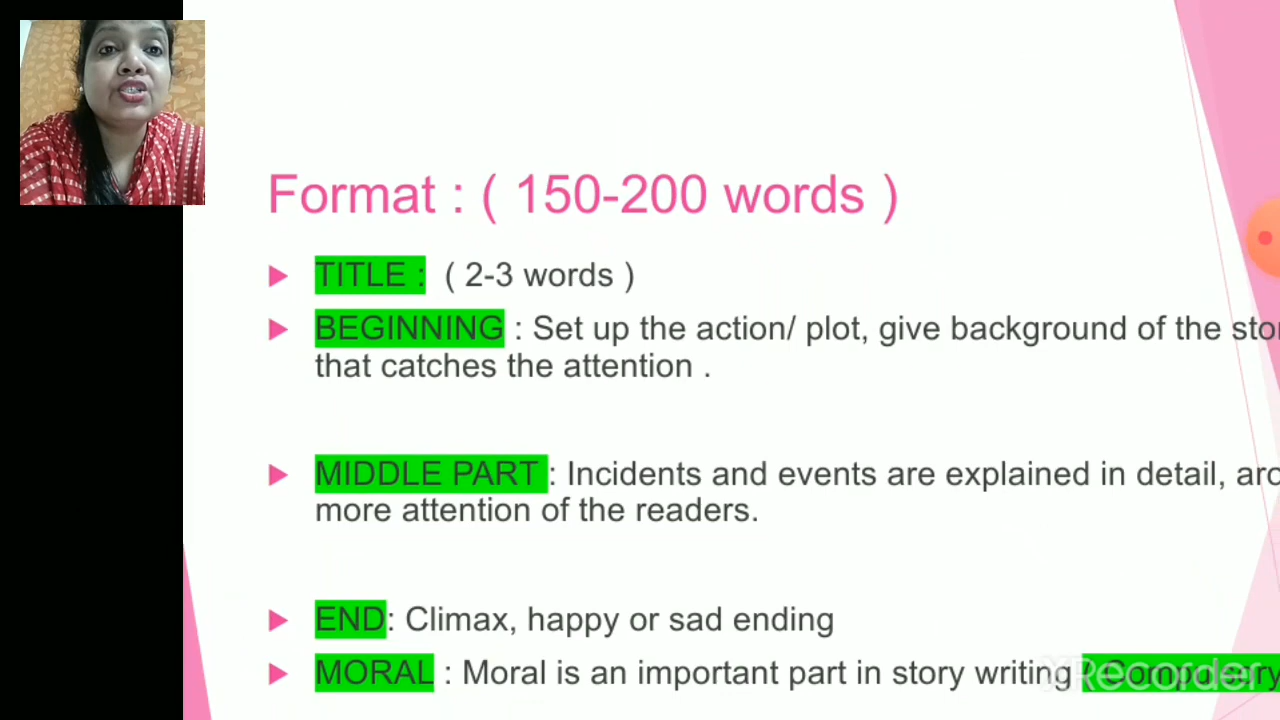 Format : ( 150-200 words )
TITLE : ( 2-3 words )
BEGINNING : Set up the action/ plot, give background of the
that catches the attention .
MIDDLE PART : Incidents and events are explained in detail,
more attention of the readers.
END: Climax, happy or sad ending
MORAL : Moral is an important part in story writing
XRecorder